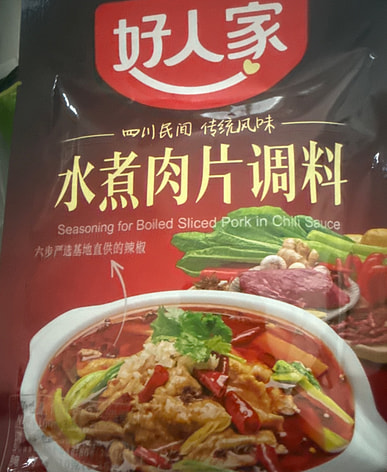 好人家
四川民间 传统风味
水煮肉片调料
Seasoning for Boiled Sliced Pork in Chili Sauce
六步严选基地直供的辣椒